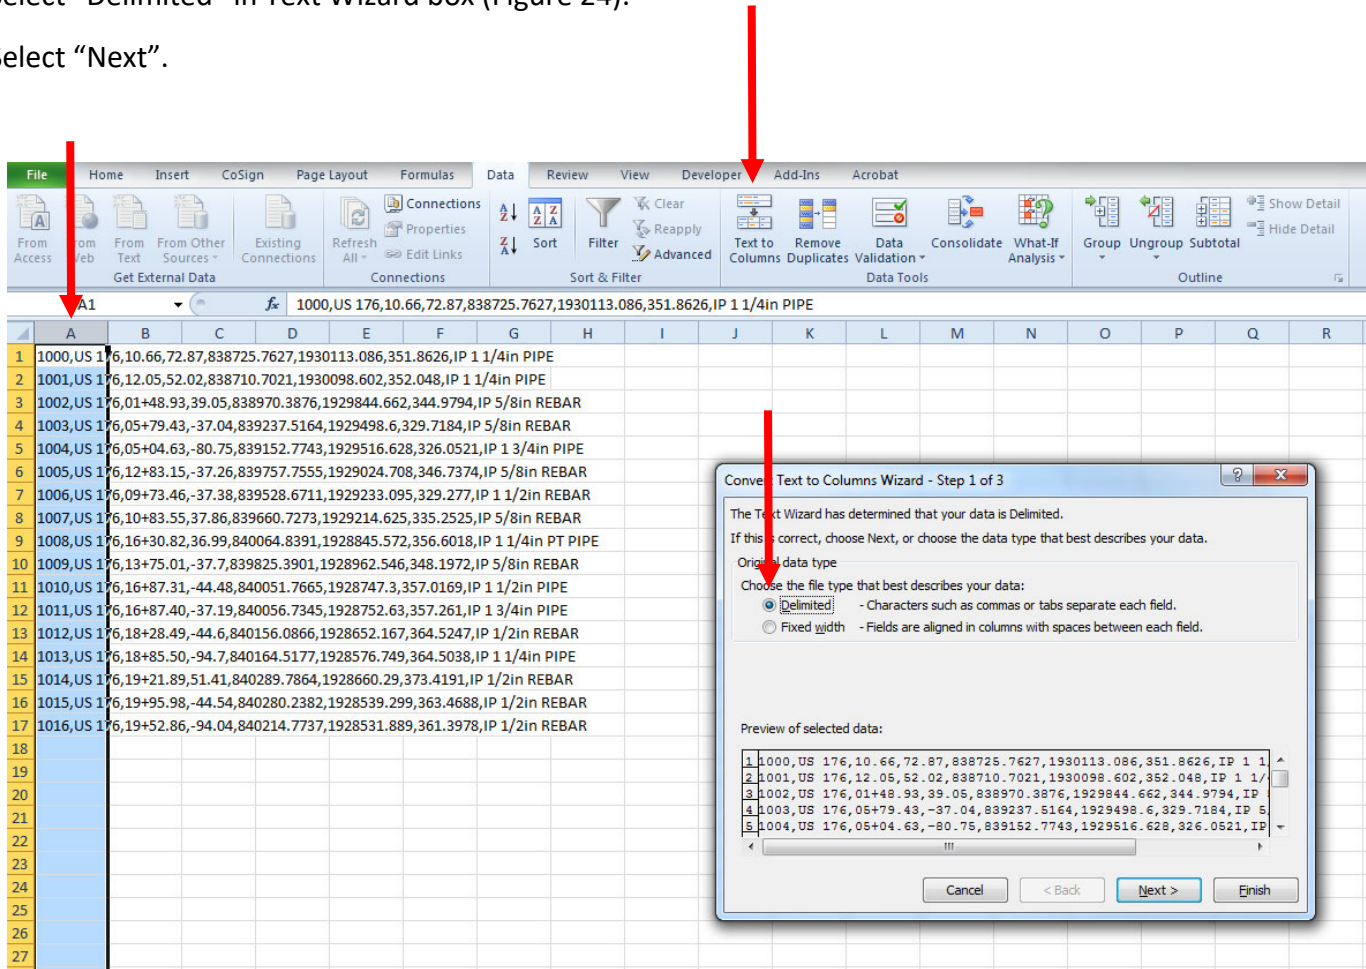 select "Delimited" in Text Wizard box (Figure 24).
Select "Next".
File Home Insert CoSign Page Layout Formulas Data Review View Developer Add-Ins Acrobat
From Access
From Web
From Text
From Other Sources
Existing Connections
Refresh All
Connections
Properties
Edit Links
Sort
Filter
Clear
Reapply
Advanced
Text to Columns
Remove Duplicates
Data Validation
Consolidate
What-If Analysis
Group
Ungroup
Subtotal
Show Detail
Hide Detail
Get External Data Connections Sort & Filter Data Tools Outline
A1 fx 1000,US 176,10.66,72.87,838725.7627,1930113.086,351.8626,IP 1 1/4in PIPE
A B C D E F G H I J K L M N O P Q R
1 1000,US 176,10.66,72.87,838725.7627,1930113.086,351.8626,IP 1 1/4in PIPE
2 1001,US 176,12.05,52.02,838710.7021,1930098.602,352.048,IP 1 1/4in PIPE
3 1002,US 176,01+48.93,39.05,838970.3876,1929844.662,344.9794,IP 5/8in REBAR
4 1003,US 176,05+79.43,-37.04,839237.5164,1929498.6,329.7184,IP 5/8in REBAR
5 1004,US 176,05+04.63,-80.75,839152.7743,1929516.628,326.0521,IP 1 3/4in PIPE
6 1005,US 176,12+83.15,-37.26,839757.7555,1929024.708,346.7374,IP 5/8in REBAR
7 1006,US 176,09+73.46,-37.38,839528.6711,1929233.095,329.277,IP 1 1/2in REBAR
8 1007,US 176,10+83.55,37.86,839660.7273,1929214.625,335.2525,IP 5/8in REBAR
9 1008,US 176,16+30.82,36.99,840064.8391,1928845.572,356.6018,IP 1 1/4in PT PIPE
10 1009,US 176,13+75.01,-37.7,839825.3901,1928962.546,348.1972,IP 5/8in REBAR
11 1010,US 176,16+87.31,-44.48,840051.7665,1928747.3,357.0169,IP 1 1/2in PIPE
12 1011,US 176,16+87.40,-37.19,840056.7345,1928752.63,357.261,IP 1 3/4in PIPE
13 1012,US 176,18+28.49,-44.6,840156.0866,1928652.167,364.5247,IP 1/2in REBAR
14 1013,US 176,18+85.50,-94.7,840164.5177,1928576.749,364.5038,IP 1 1/4in PIPE
15 1014,US 176,19+21.89,51.41,840289.7864,1928660.29,373.4191,IP 1/2in REBAR
16 1015,US 176,19+95.98,-44.54,840280.2382,1928539.299,363.4688,IP 1/2in REBAR
17 1016,US 176,19+52.86,-94.04,840214.7737,1928531.889,361.3978,IP 1/2in REBAR
18
19
20
21
22
23
24
25
26
27
Convert Text to Columns Wizard - Step 1 of 3
The Text Wizard has determined that your data is Delimited.
If this is correct, choose Next, or choose the data type that best describes your data.
Original data type
Choose the file type that best describes your data:
Delimited - Characters such as commas or tabs separate each field.
Fixed width - Fields are aligned in columns with spaces between each field.
Preview of selected data:
1 1000,US 176,10.66,72.87,838725.7627,1930113.086,351.8626,IP 1 1
2 1001,US 176,12.05,52.02,838710.7021,1930098.602,352.048,IP 1 1/
3 1002,US 176,01+48.93,39.05,838970.3876,1929844.662,344.9794,IP
4 1003,US 176,05+79.43,-37.04,839237.5164,1929498.6,329.7184,IP 5
5 1004,US 176,05+04.63,-80.75,839152.7743,1929516.628,326.0521,IP
Cancel < Back Next > Finish